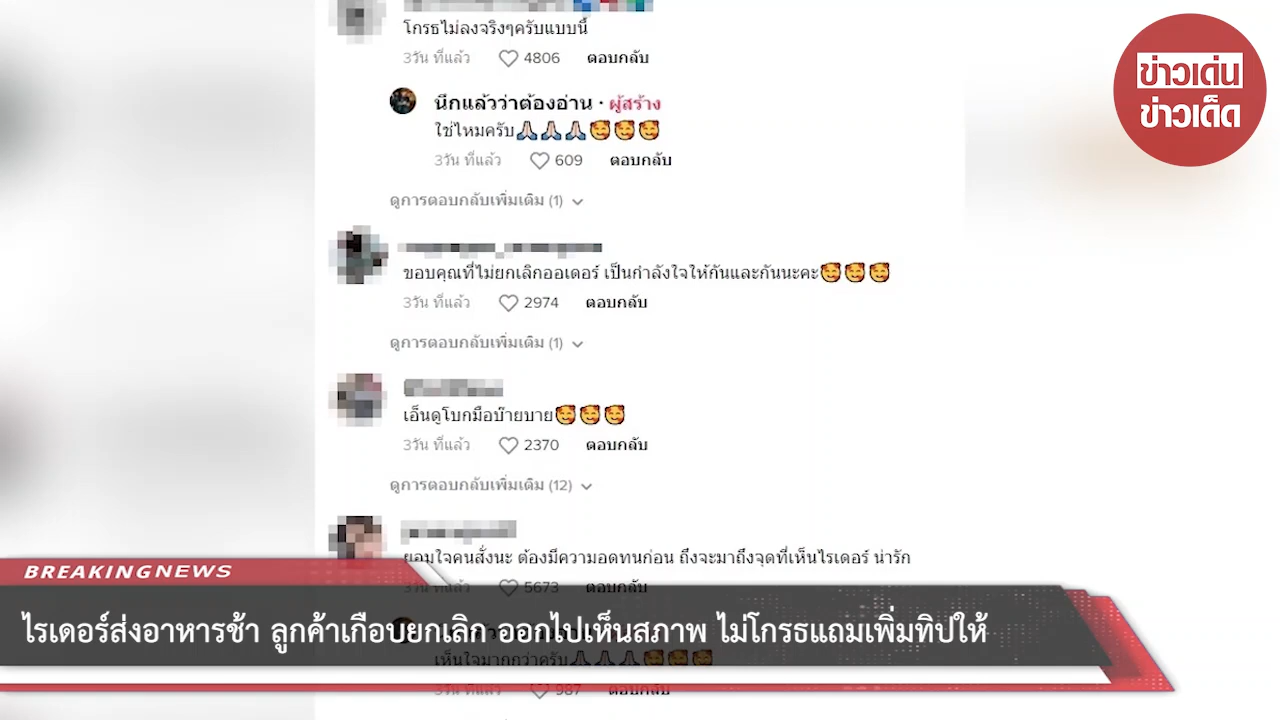 โกรธไม่ลงจริงๆครับแบบนี้
3วัน ที่แล้ว 4806 ตอบกลับ
นึกแล้วว่าต้องอ่าน · ผู้สร้าง
ใช่ไหมครับ🙏🏻🙏🏻🙏🏻🥰🥰🥰
3วัน ที่แล้ว 609 ตอบกลับ
ดูการตอบกลับเพิ่มเติม (1)
ขอบคุณที่ไม่ยกเลิกออเดอร์ เป็นกำลังใจให้กันและกันนะคะ🥰🥰🥰
3วัน ที่แล้ว 2974 ตอบกลับ
ดูการตอบกลับเพิ่มเติม (1)
เอ็นดูโบกมือบ๊ายบาย🥰🥰🥰
3วัน ที่แล้ว 2370 ตอบกลับ
ดูการตอบกลับเพิ่มเติม (12)
ยอมใจคนสั่งนะ ต้องมีความอดทนก่อน ถึงจะมาถึงจุดที่เห็นไรเดอร์ น่ารัก
3วัน ที่แล้ว 5673 ตอบกลับ
เห็นใจมากกว่าครับ🙏🏻🙏🏻🙏🏻🥰🥰🥰
3วัน ที่แล้ว 987 ตอบกลับ
ข่าวเด่น
ข่าวเด็ด
BREAKING NEWS
ไรเดอร์ส่งอาหารช้า ลูกค้าเกือบยกเลิก ออกไปเห็นสภาพ ไม่โกรธแถมเพิ่มทิปให้